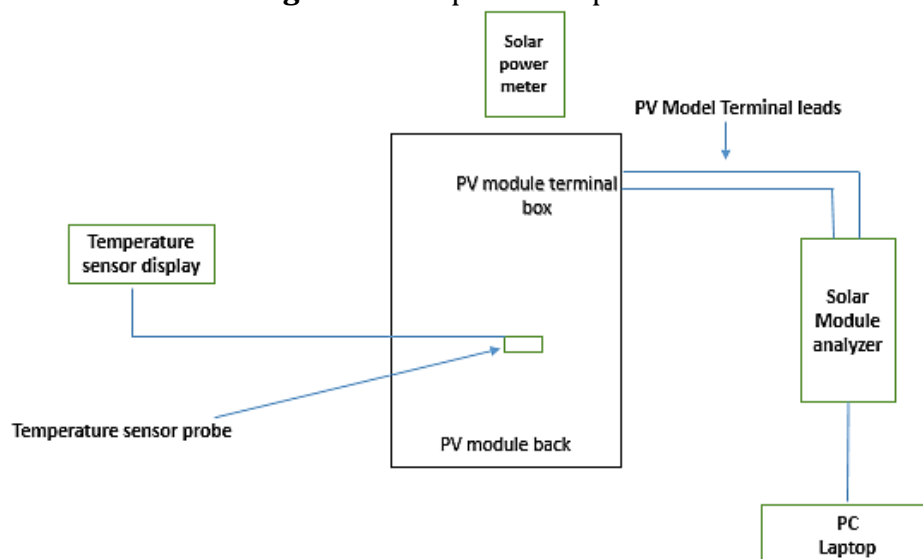 Solar
power
meter
PV Model Terminal leads
PV module terminal
box
Temperature
sensor display
Solar
Module
analyzer
Temperature sensor probe
PV module back
PC
Laptop